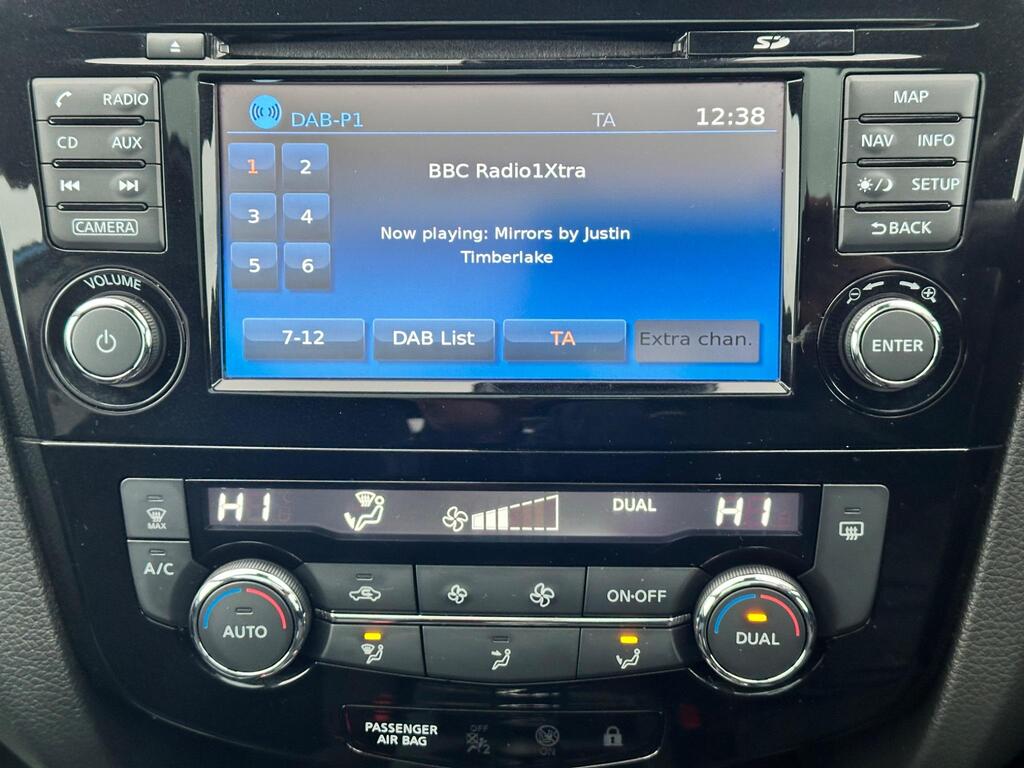 SD
RADIO
CD AUX
CAMERA
VOLUME
DAB-P1 TA 12:38
1 2
3 4
5 6
BBC Radio1Xtra
Now playing: Mirrors by Justin
Timberlake
7-12 DAB List TA Extra chan.
MAP
NAV INFO
SETUP
BACK
ENTER
HI DUAL HI
MAX
A/C
AUTO
ON·OFF
DUAL
PASSENGER
AIR BAG
OFF
2
ON